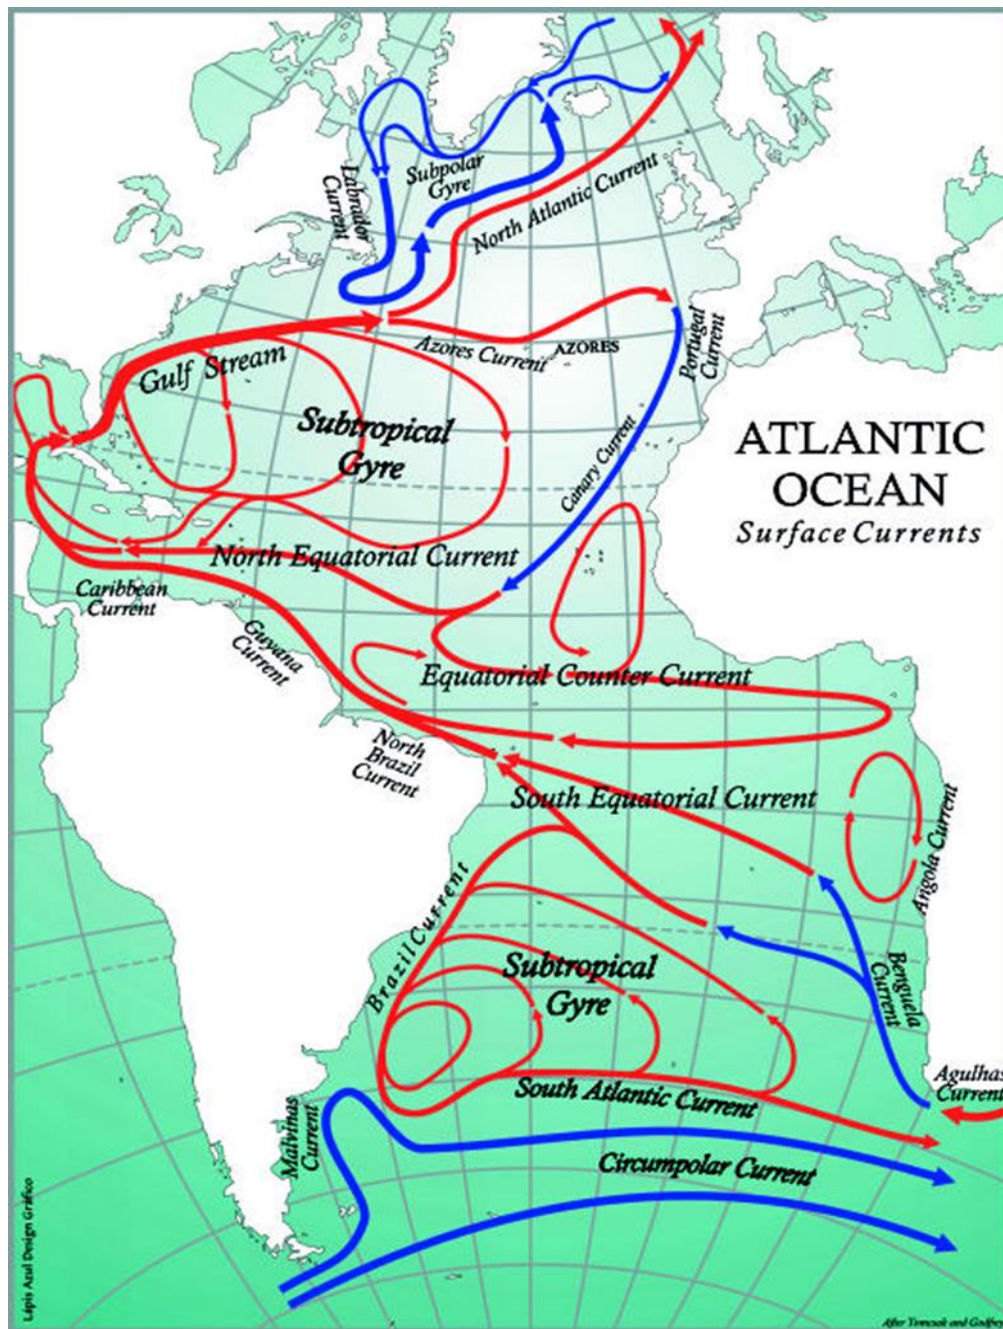 Labrador
Current
Subpolar
Gyre
North Atlantic Current
Azores Current
AZORES
Portugal
Current
Gulf Stream
Subtropical
Gyre
Canary Current
ATLANTIC
OCEAN
Surface Currents
North Equatorial Current
Caribbean
Current
Guyana
Current
Equatorial Counter Current
North
Brazil
Current
South Equatorial Current
Angola Current
Brazil Current
Subtropical
Gyre
Benguela
Current
Agulhas
Current
South Atlantic Current
Malvinas
Current
Circumpolar Current
Lápis Azul Design Gráfico
After Tomczak and Godfrey